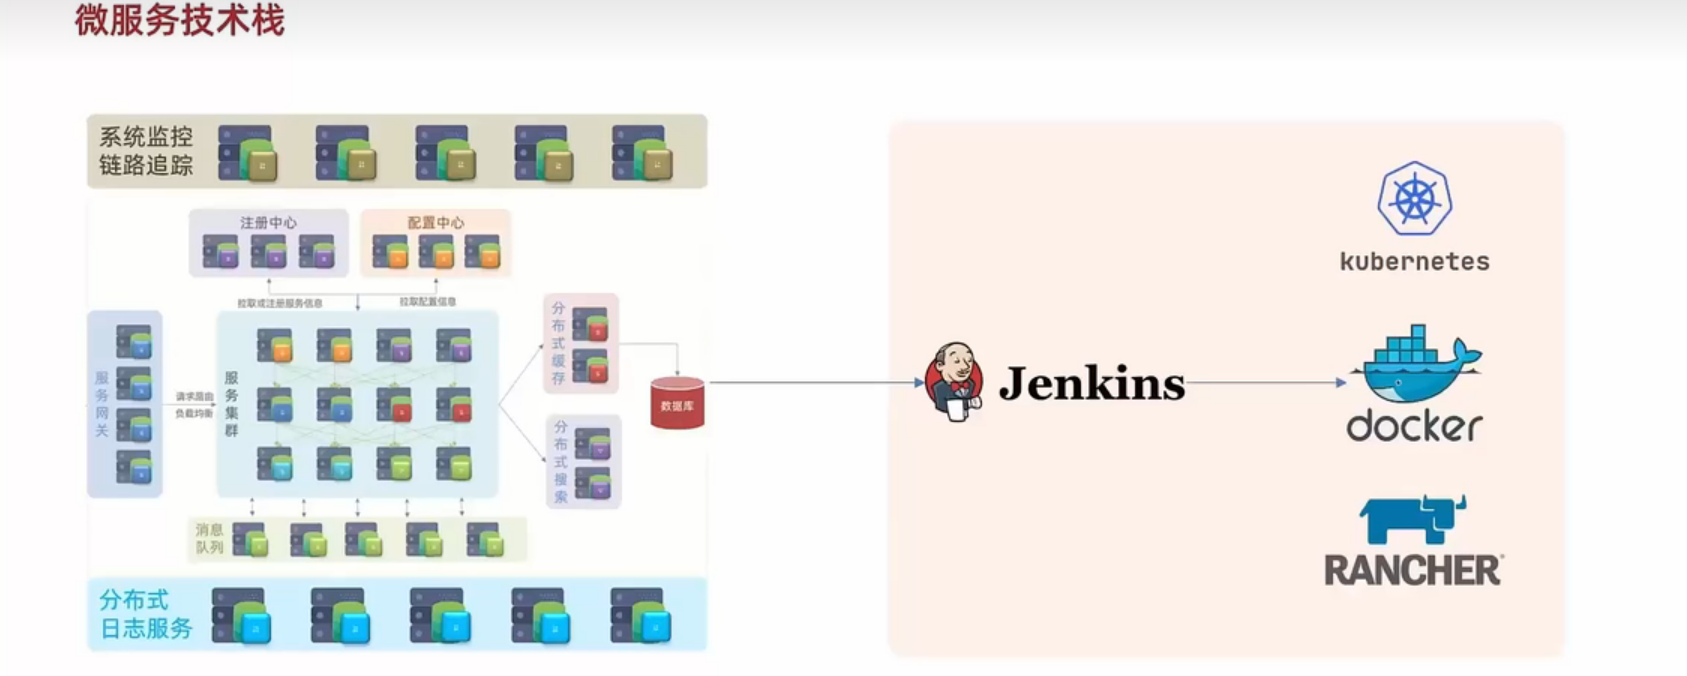 微服务技术栈
系统监控
链路追踪
注册中心
配置中心
拉取或注册服务信息
拉取配置信息
服务网关
请求路由
负载均衡
服务集群
分布式缓存
数据库
分布式搜索
消息
队列
分布式
日志服务
Jenkins
kubernetes
docker
RANCHER